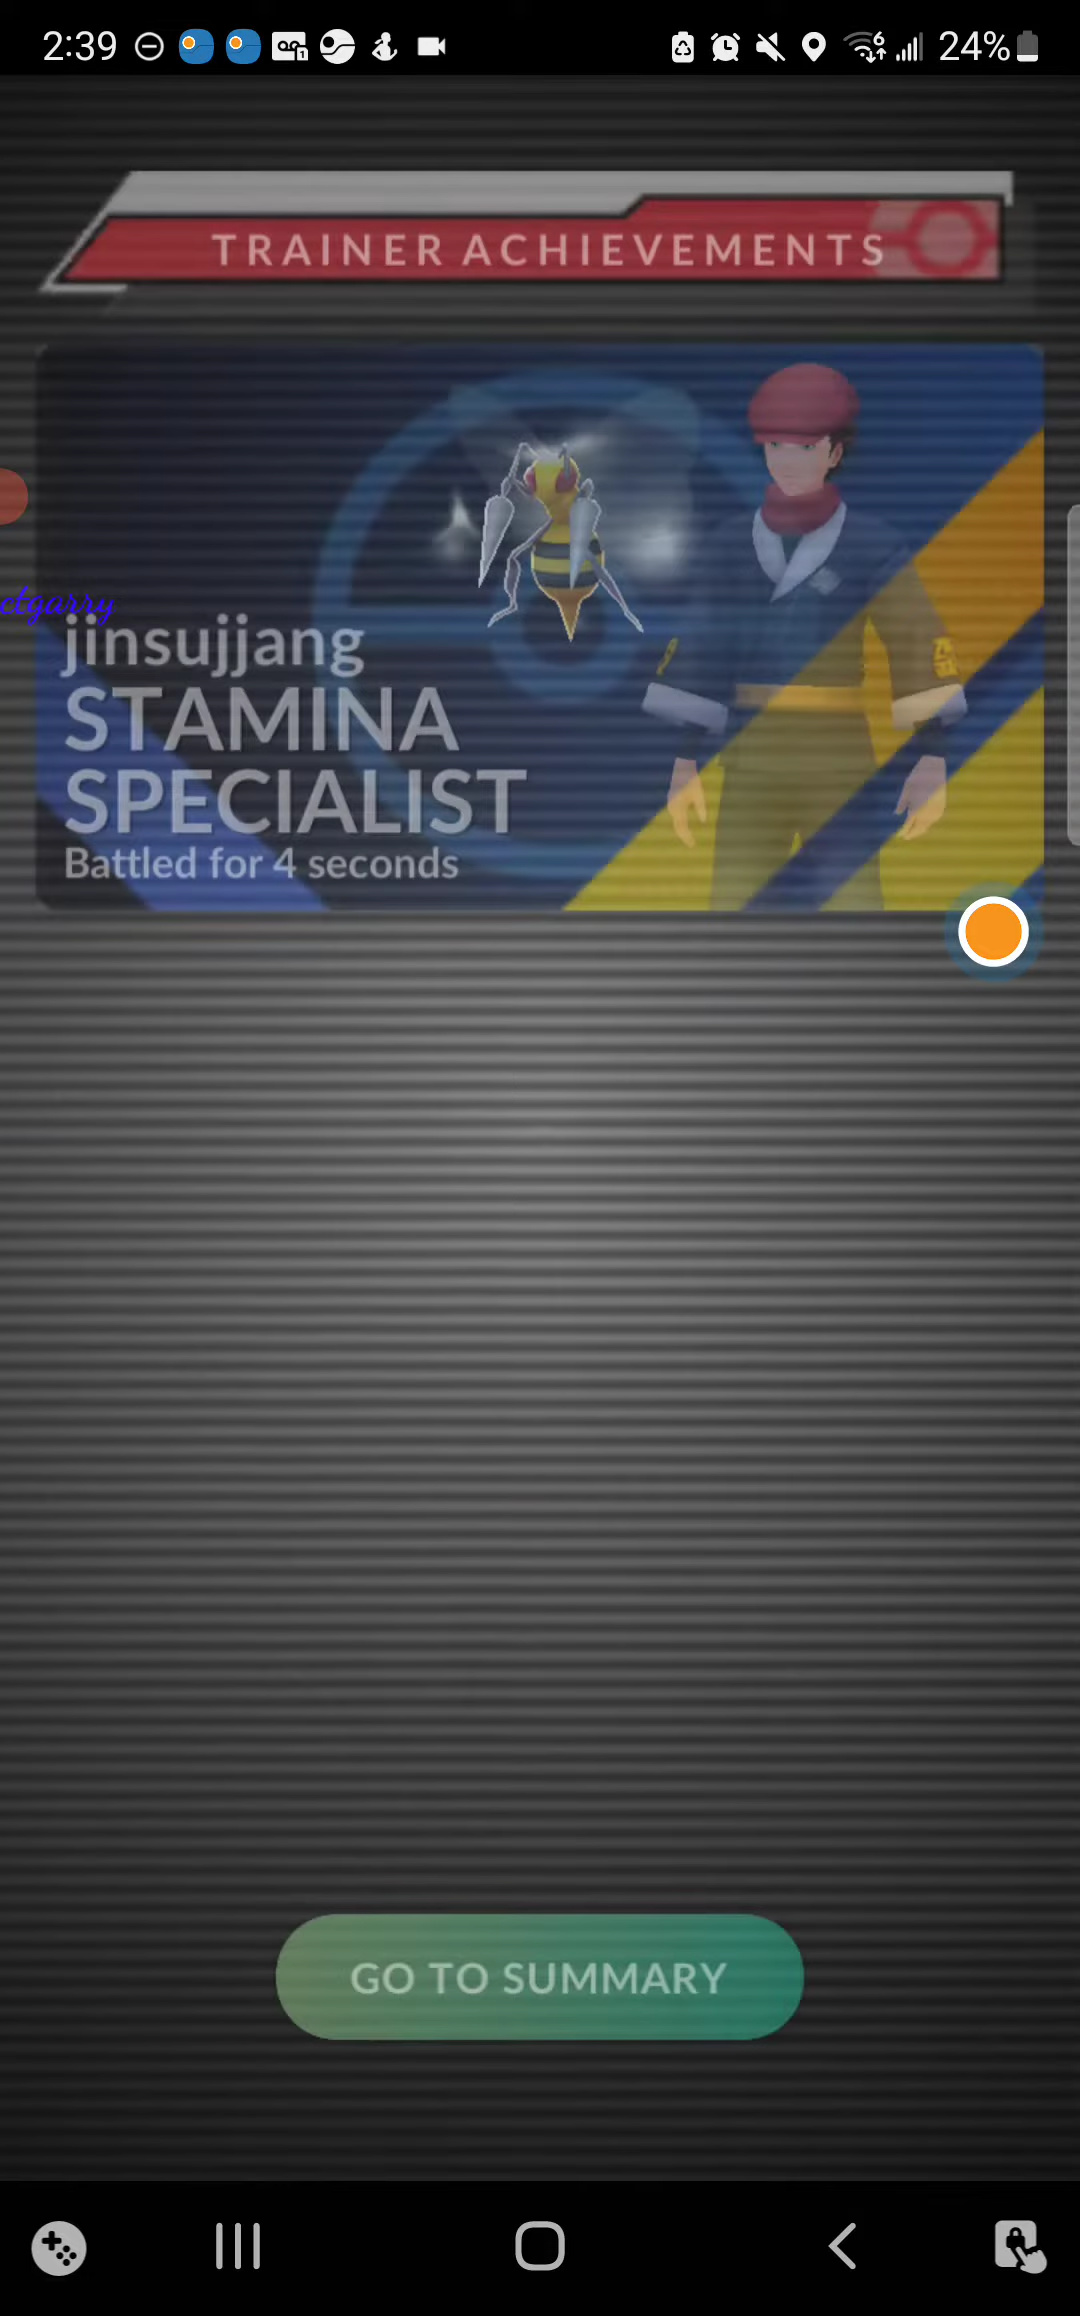 2:39
24%
TRAINER ACHIEVEMENTS
ctgarry
jinsujjang
STAMINA
SPECIALIST
Battled for 4 seconds
GO TO SUMMARY